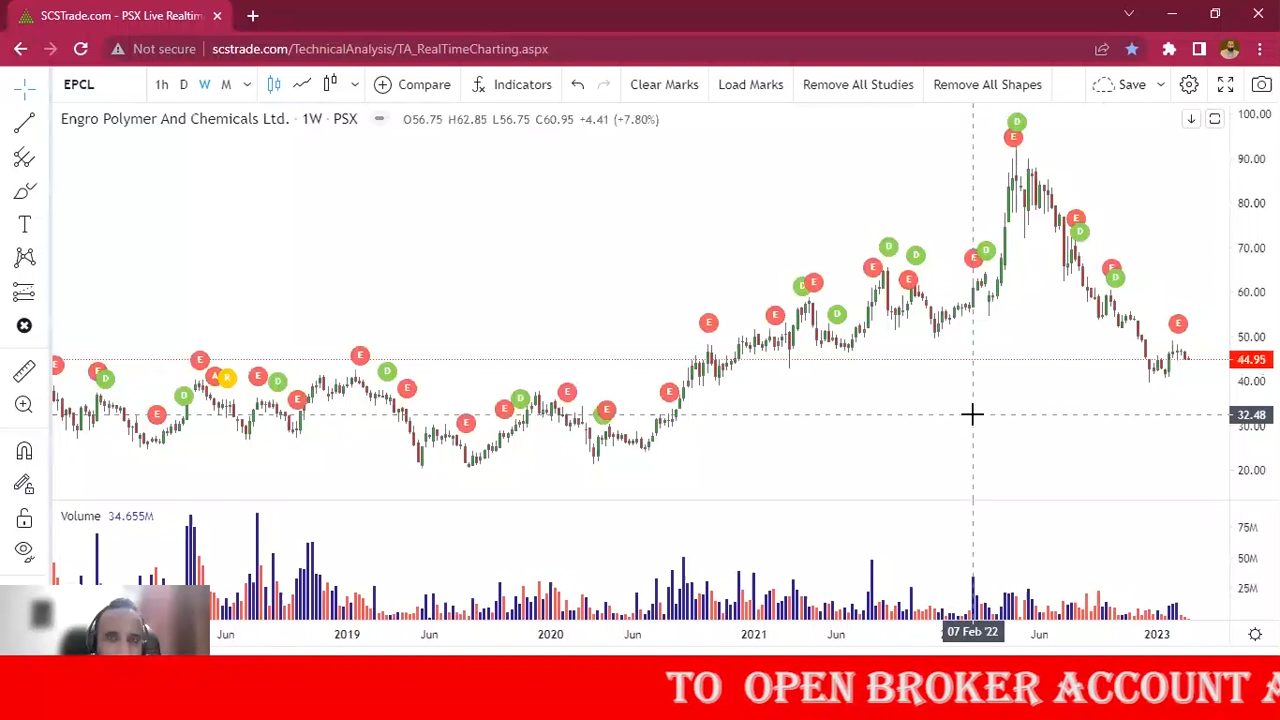 SCSTrade.com - PSX Live Realtim
Not secure scstrade.com/TechnicalAnalysis/TA_RealTimeCharting.aspx
EPCL 1h D W M Compare Indicators Clear Marks Load Marks Remove All Studies Remove All Shapes Save
Engro Polymer And Chemicals Ltd. · 1W · PSX O56.75 H62.85 L56.75 C60.95 +4.41 (+7.80%)
100.00
90.00
80.00
70.00
60.00
50.00
44.95
40.00
32.48
30.00
20.00
Volume 34.655M
75M
50M
25M
Jun 2019 Jun 2020 Jun 2021 Jun 07 Feb '22 Jun 2023
TO OPEN BROKER ACCOUNT A